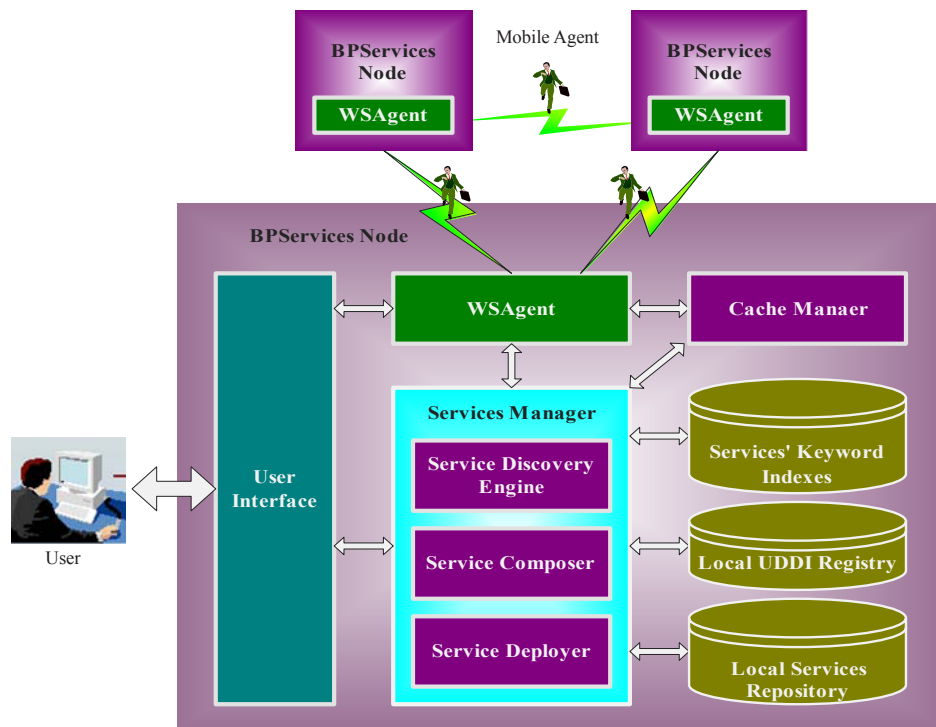 Mobile Agent
BPServices
Node
WSAgent
BPServices
Node
WSAgent
BPServices Node
WSAgent
Cache Manaer
Services Manager
Service Discovery
Engine
Service Composer
Service Deployer
Services' Keyword
Indexes
Local UDDI Registry
Local Services
Repository
User
Interface
User